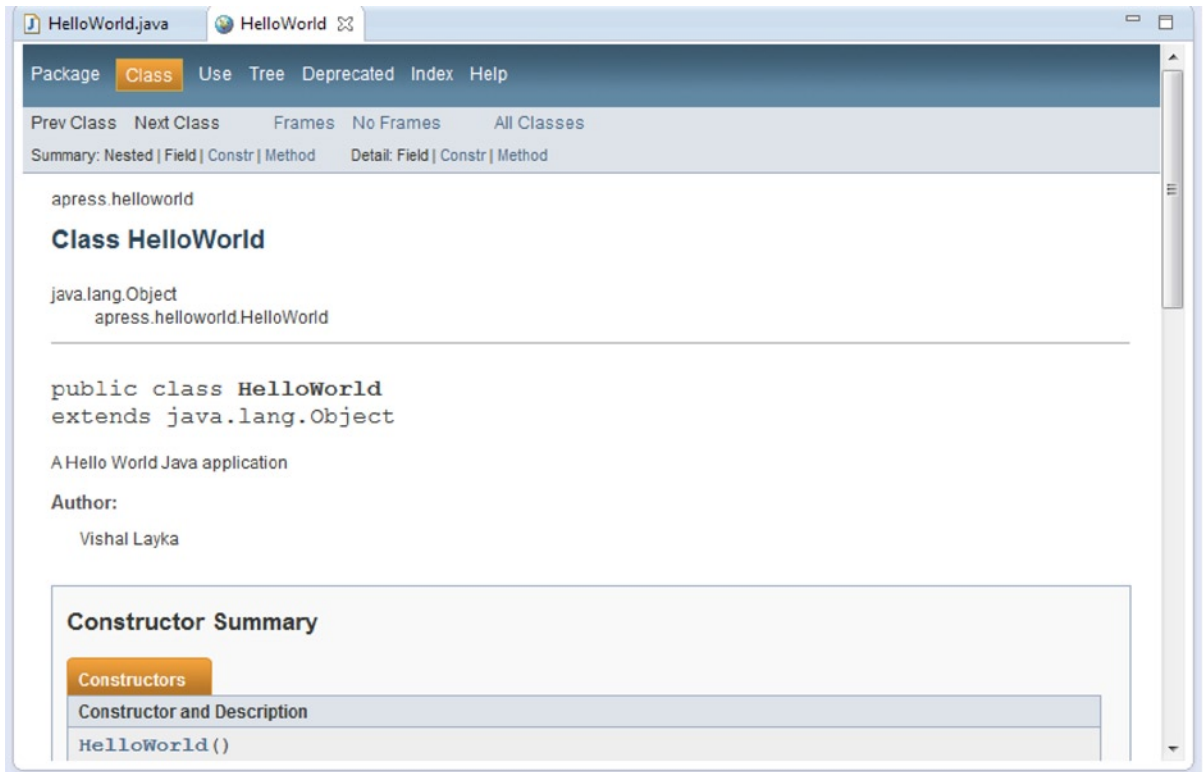 HelloWorld.java HelloWorld
Package Class Use Tree Deprecated Index Help
Prev Class Next Class Frames No Frames All Classes
Summary: Nested | Field | Constr | Method Detail: Field | Constr | Method
apress.helloworld
Class HelloWorld
java.lang.Object
apress.helloworld.HelloWorld
public class HelloWorld
extends java.lang.Object
A Hello World Java application
Author:
Vishal Layka
Constructor Summary
Constructors
Constructor and Description
HelloWorld()